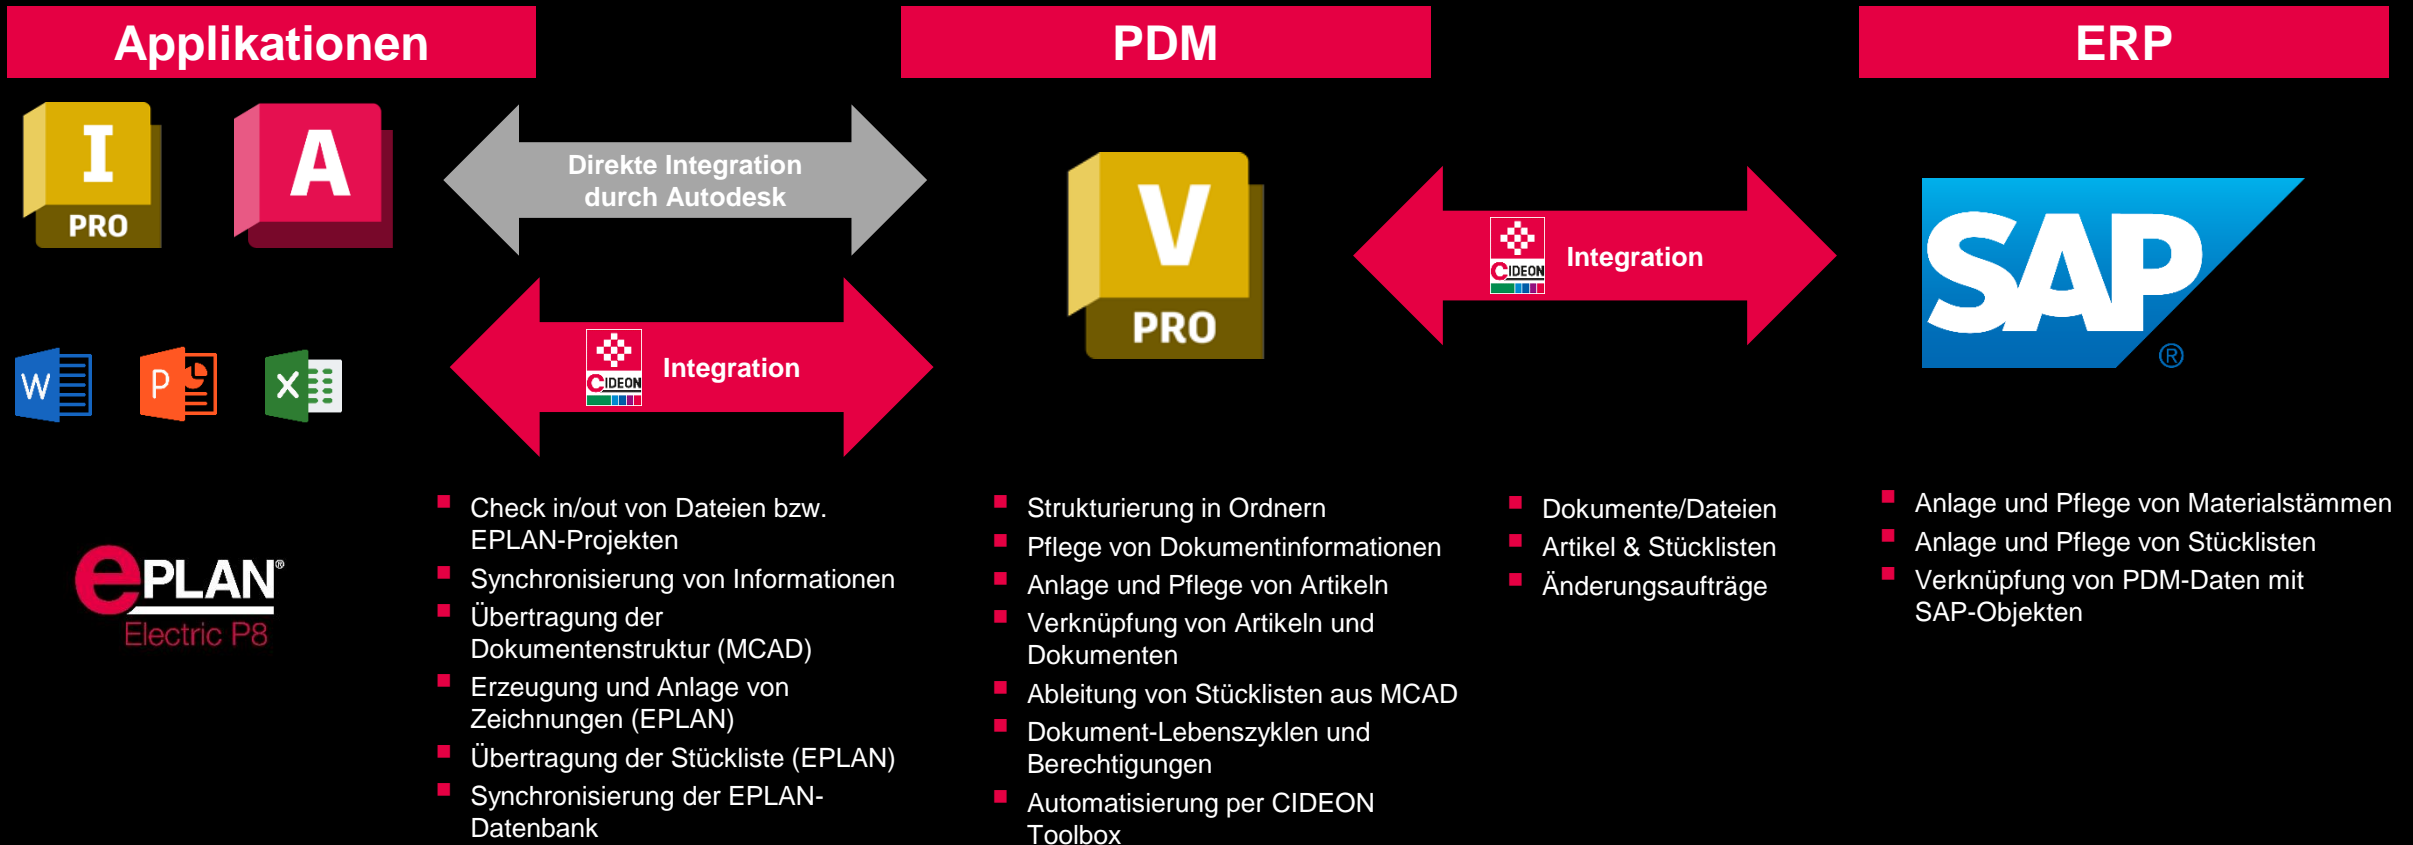 Applikationen
PDM
ERP
I
PRO
A
Direkte Integration
durch Autodesk
V
PRO
CIDEON
Integration
SAP
®
W
P
X
CIDEON
Integration
ePLAN®
Electric P8
Check in/out von Dateien bzw.
EPLAN-Projekten
Synchronisierung von Informationen
Übertragung der
Dokumentenstruktur (MCAD)
Erzeugung und Anlage von
Zeichnungen (EPLAN)
Übertragung der Stückliste (EPLAN)
Synchronisierung der EPLAN-
Datenbank
Strukturierung in Ordnern
Pflege von Dokumentinformationen
Anlage und Pflege von Artikeln
Verknüpfung von Artikeln und
Dokumenten
Ableitung von Stücklisten aus MCAD
Dokument-Lebenszyklen und
Berechtigungen
Automatisierung per CIDEON
Toolbox
Dokumente/Dateien
Artikel & Stücklisten
Änderungsaufträge
Anlage und Pflege von Materialstämmen
Anlage und Pflege von Stücklisten
Verknüpfung von PDM-Daten mit
SAP-Objekten